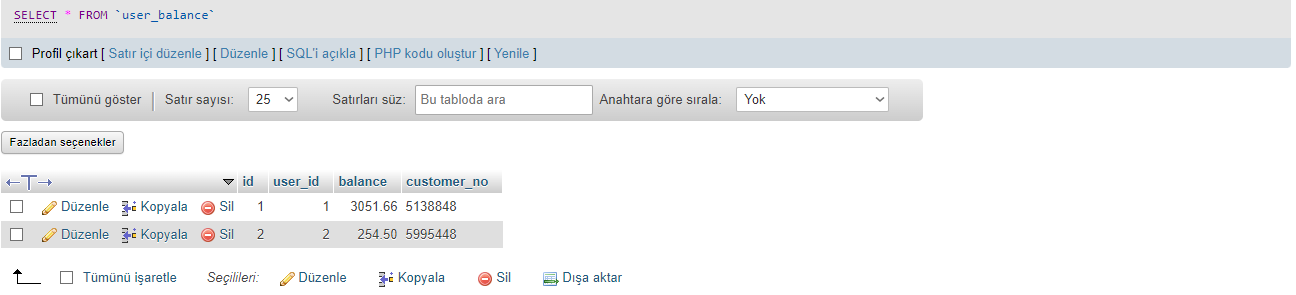 SELECT * FROM `user_balance`
Profil çıkart [ Satır içi düzenle ] [ Düzenle ] [ SQL'i açıkla ] [ PHP kodu oluştur ] [ Yenile ]
Tümünü göster Satır sayısı: 25 Satırları süz: Bu tabloda ara Anahtara göre sırala: Yok
Fazladan seçenekler
id user_id balance customer_no
Düzenle Kopyala Sil 1 1 3051.66 5138848
Düzenle Kopyala Sil 2 2 254.50 5995448
Tümünü işaretle Seçilileri: Düzenle Kopyala Sil Dışa aktar